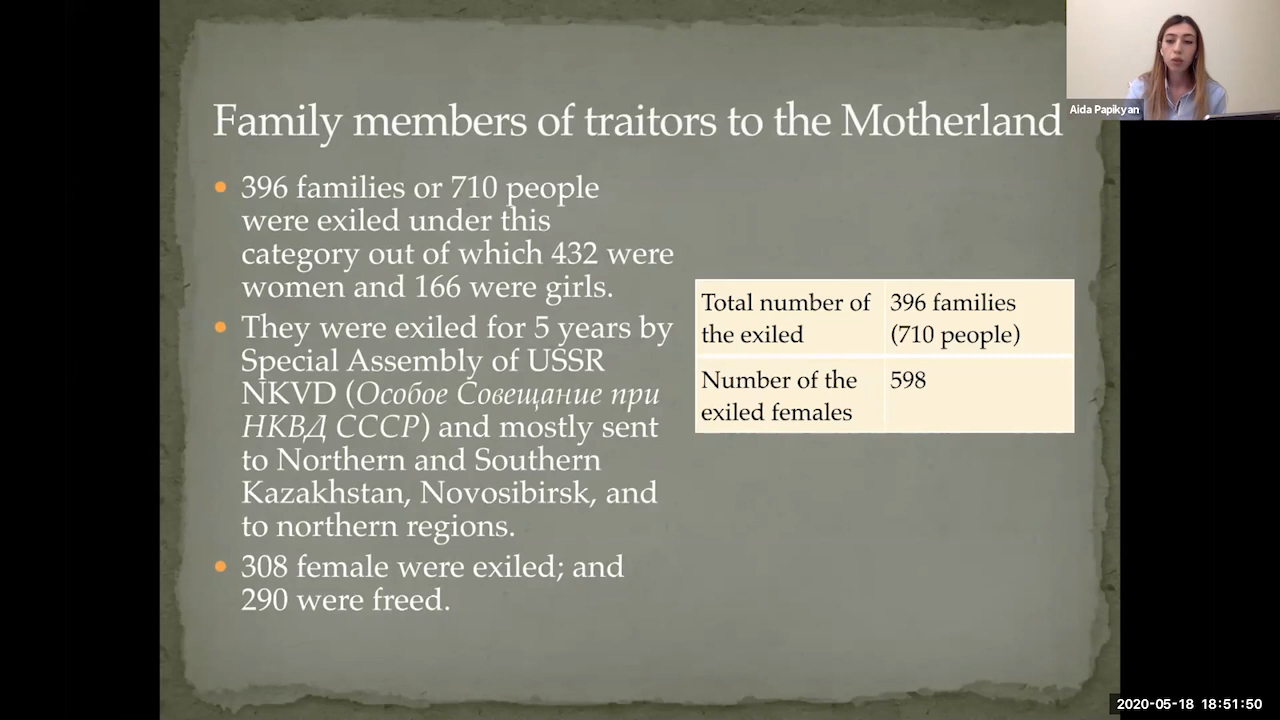 Aida Papikyan
Family members of traitors to the Motherland
• 396 families or 710 people
were exiled under this
category out of which 432 were
women and 166 were girls.
• They were exiled for 5 years by
Special Assembly of USSR
NKVD (Особое Совещание при
НКВД СССР) and mostly sent
to Northern and Southern
Kazakhstan, Novosibirsk, and
to northern regions.
• 308 female were exiled; and
290 were freed.
Total number of
the exiled
396 families
(710 people)
Number of the
exiled females
598
2020-05-18 18:51:50